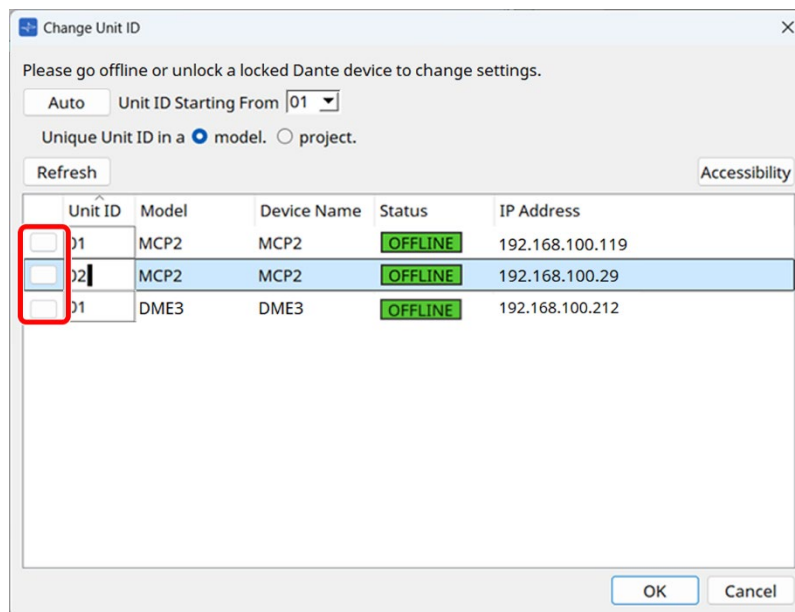 Change Unit ID
Please go offline or unlock a locked Dante device to change settings.
Auto Unit ID Starting From 01
Unique Unit ID in a model. project.
Refresh Accessibility
Unit ID Model Device Name Status IP Address
01 MCP2 MCP2 OFFLINE 192.168.100.119
02 MCP2 MCP2 OFFLINE 192.168.100.29
01 DME3 DME3 OFFLINE 192.168.100.212
OK Cancel